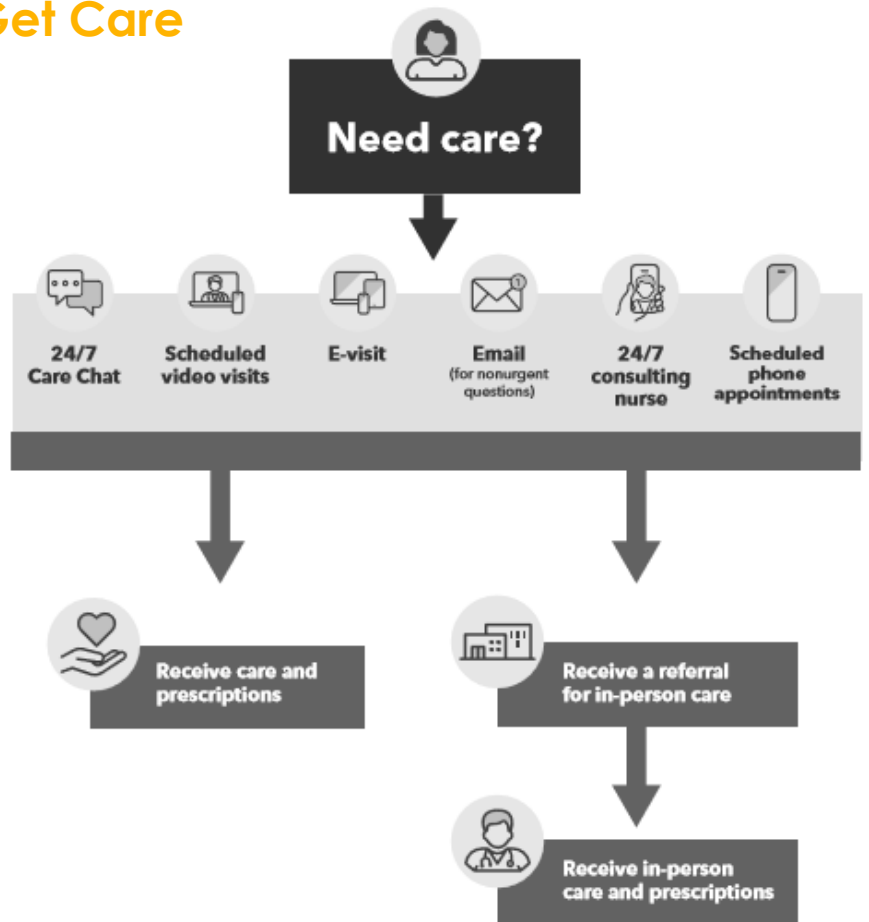 Get Care
Need care?
24/7
Care Chat
Scheduled
video visits
E-visit
Email
(for nonurgent
questions)
24/7
consulting
nurse
Scheduled
phone
appointments
1
Receive care and
prescriptions
Receive a referral
for in-person care
Receive in-person
care and prescriptions